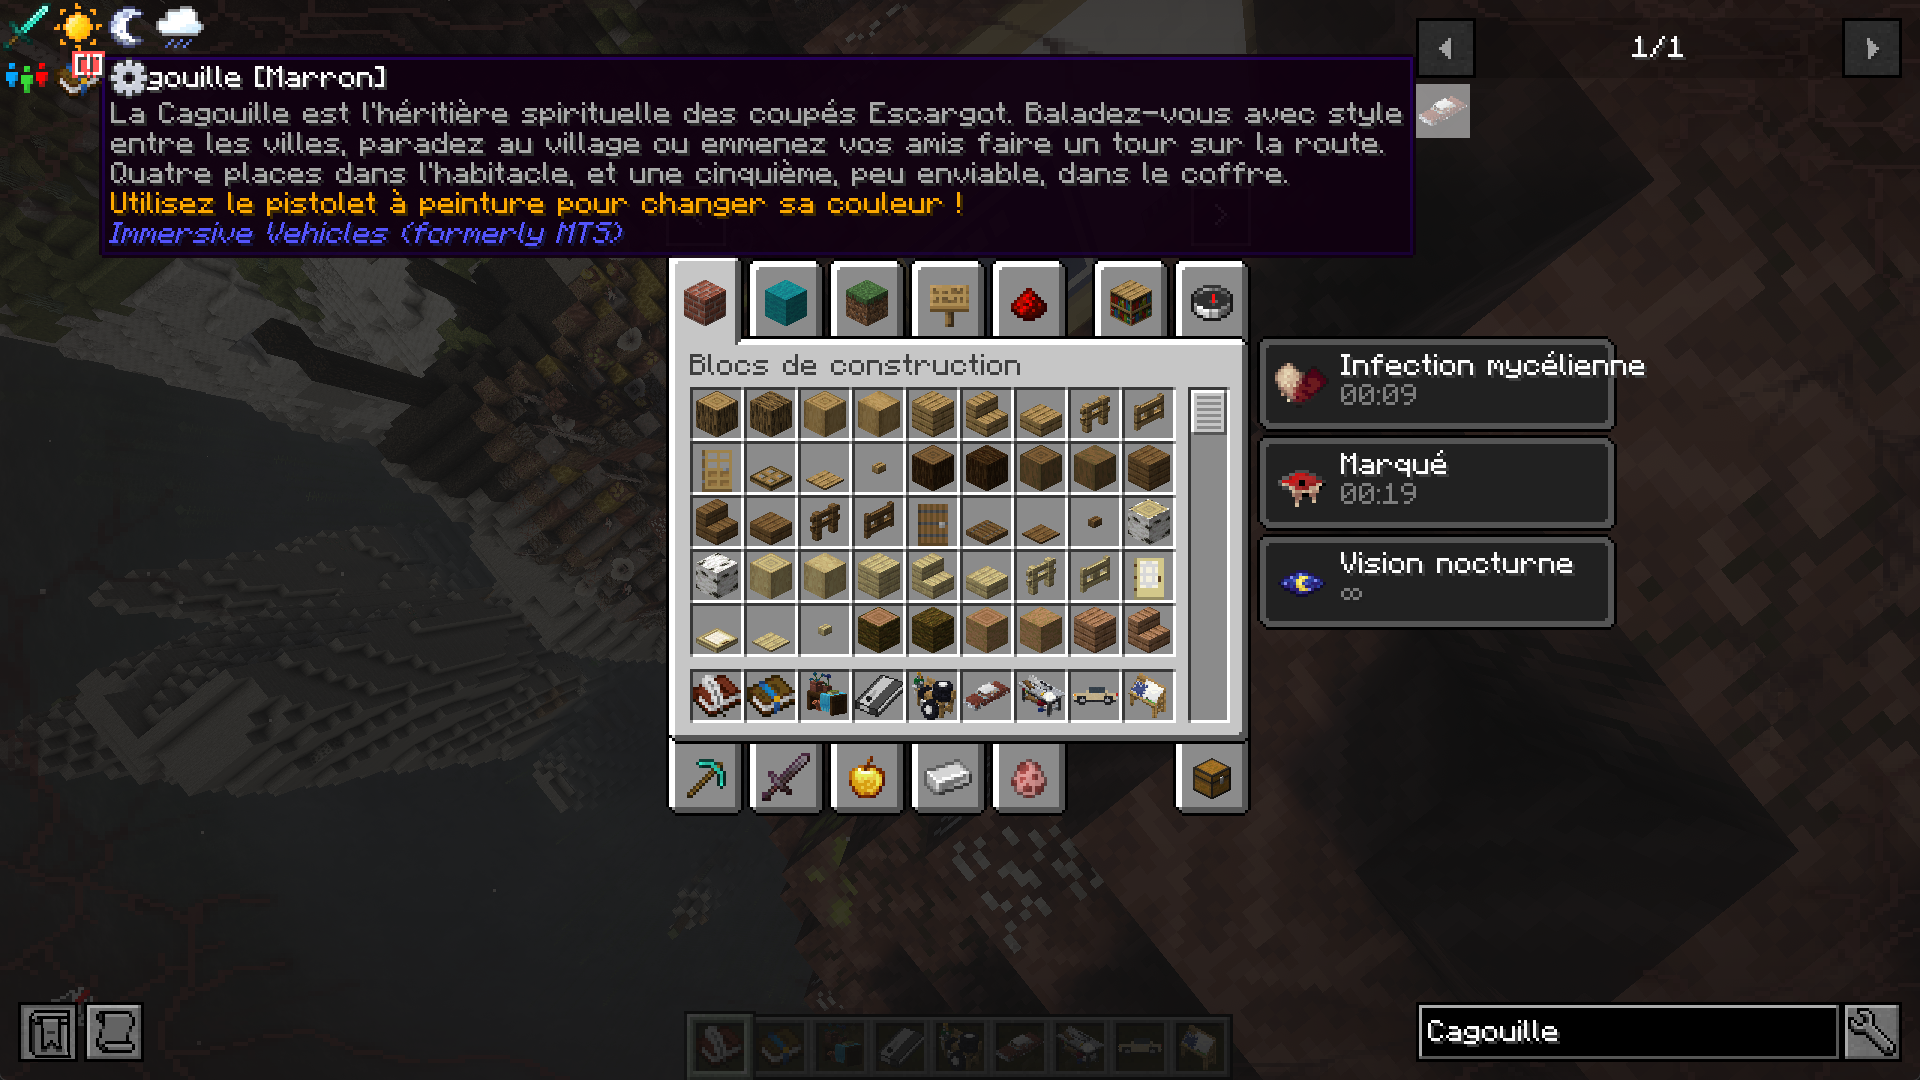 gouille [Marron]
La Cagouille est l'héritière spirituelle des coupés Escargot. Baladez-vous avec style
entre les villes, paradez au village ou emmenez vos amis faire un tour sur la route.
Quatre places dans l'habitacle, et une cinquième, peu enviable, dans le coffre.
Utilisez le pistolet à peinture pour changer sa couleur !
Immersive Vehicles (formerly MTS)
1/1
Blocs de construction
Infection mycélienne
00:09
Marqué
00:19
Vision nocturne
∞
Cagouille